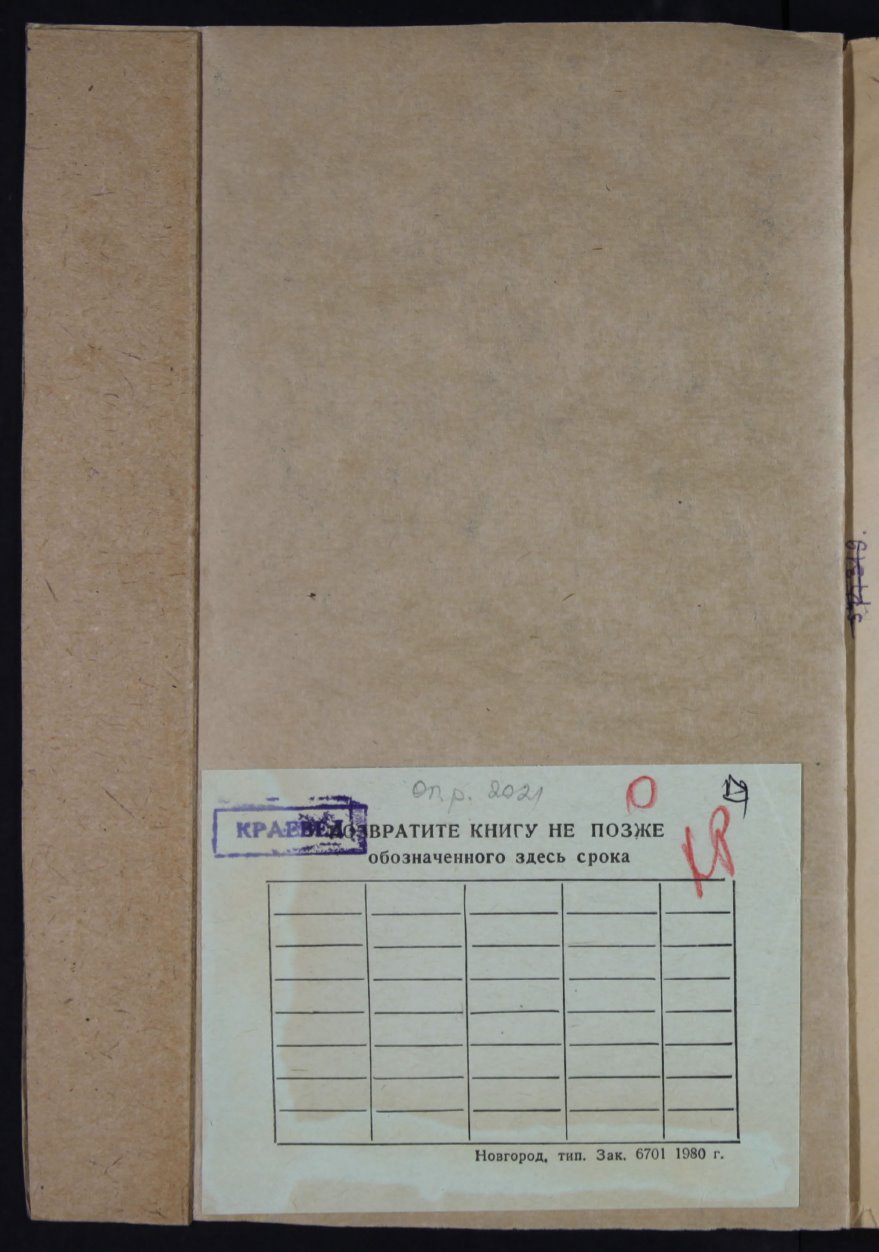 Оп.р. 2021
КРАЕВЕД
ВОЗВРАТИТЕ КНИГУ НЕ ПОЗЖЕ
обозначенного здесь срока
Новгород, тип. Зак. 6701 1980 г.